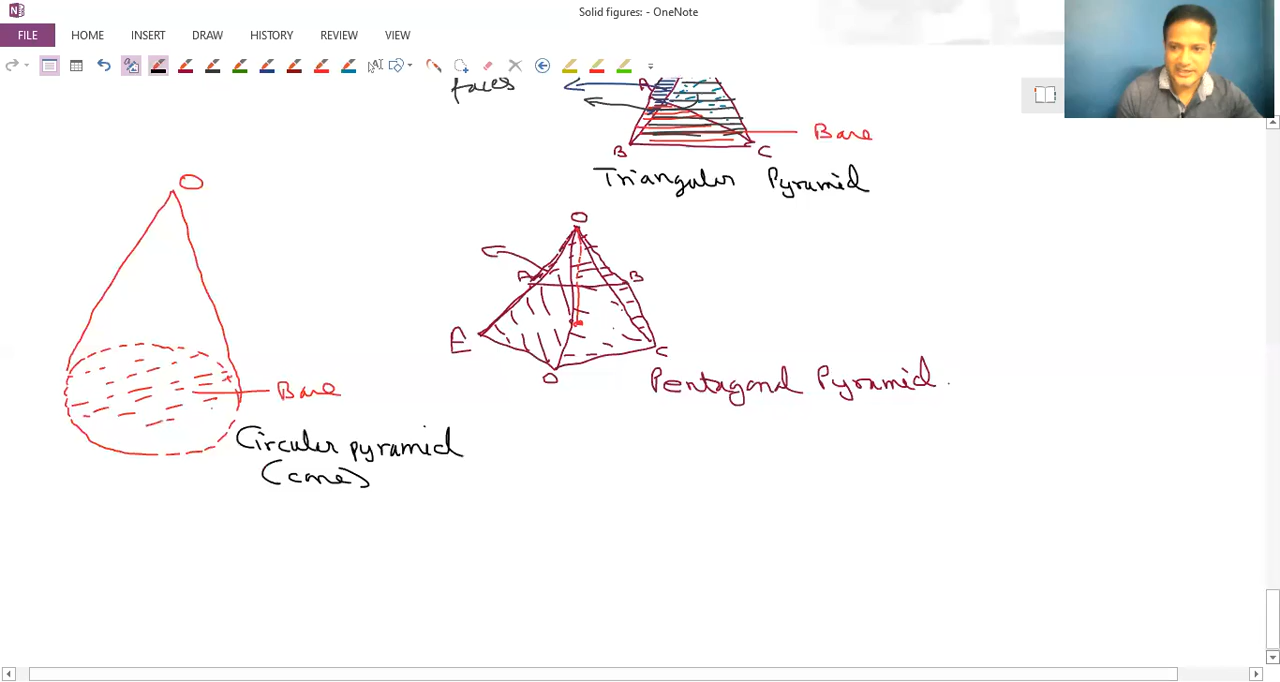 Solid figures: - OneNote
FILE HOME INSERT DRAW HISTORY REVIEW VIEW
faces
A
Base
B C
Triangular Pyramid
O
O
A B
E
C
D
Pentagonal Pyramid
Base
Circular pyramid
(cone)